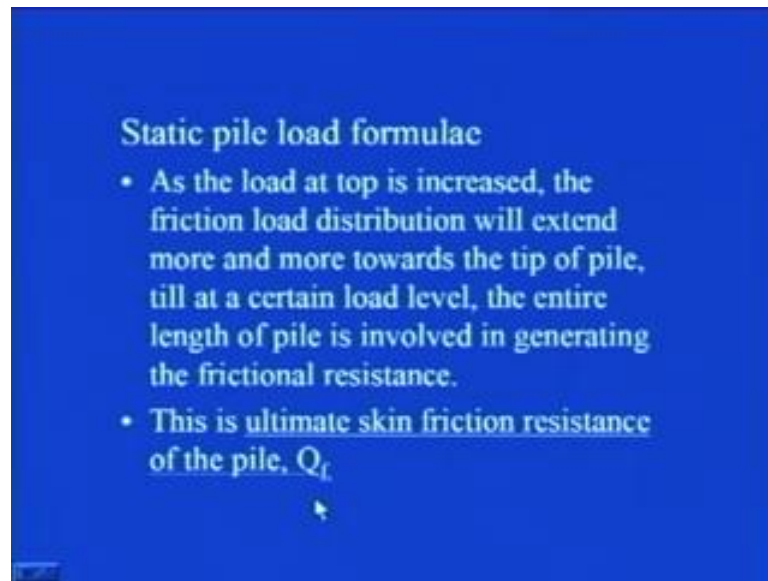 Static pile load formulae
• As the load at top is increased, the
friction load distribution will extend
more and more towards the tip of pile,
till at a certain load level, the entire
length of pile is involved in generating
the frictional resistance.
• This is ultimate skin friction resistance
of the pile, Qf